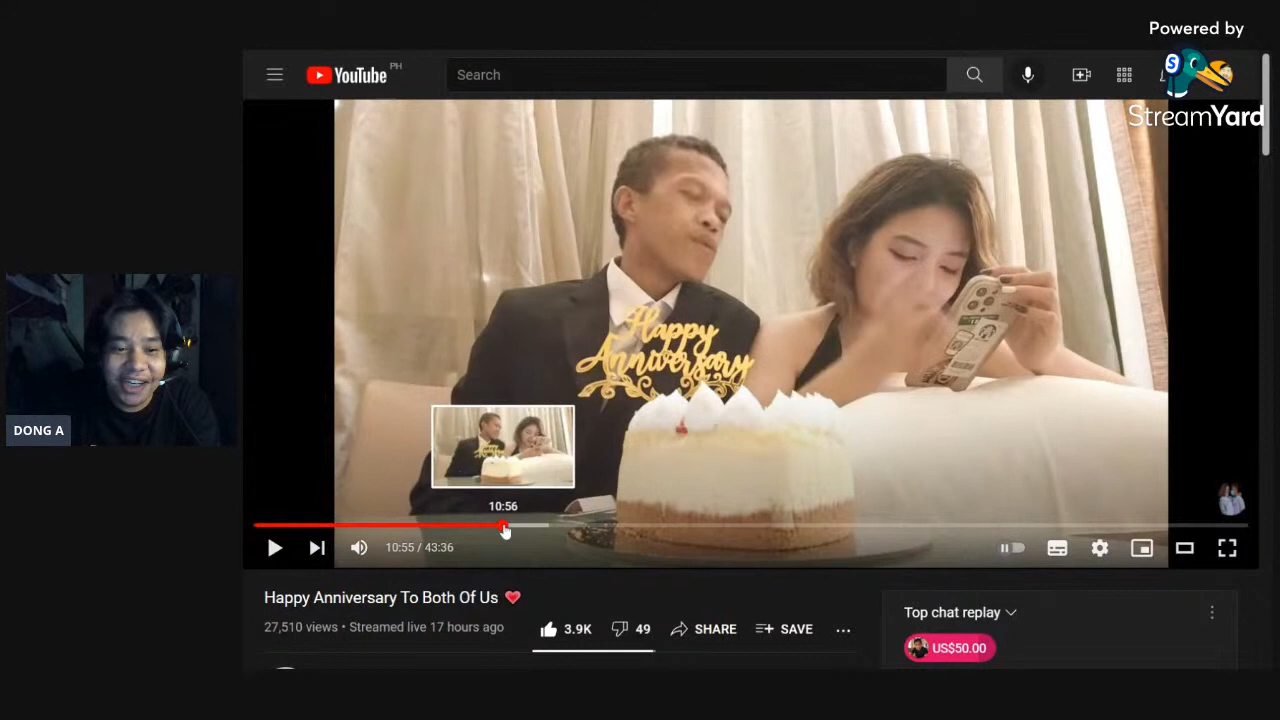 Powered by
StreamYard
YouTube PH
Search
Happy
Anniversary
DONG A
10:56
10:55 / 43:36
Happy Anniversary To Both Of Us
27,510 views • Streamed live 17 hours ago
3.9K
49
SHARE
SAVE
Top chat replay
US$50.00